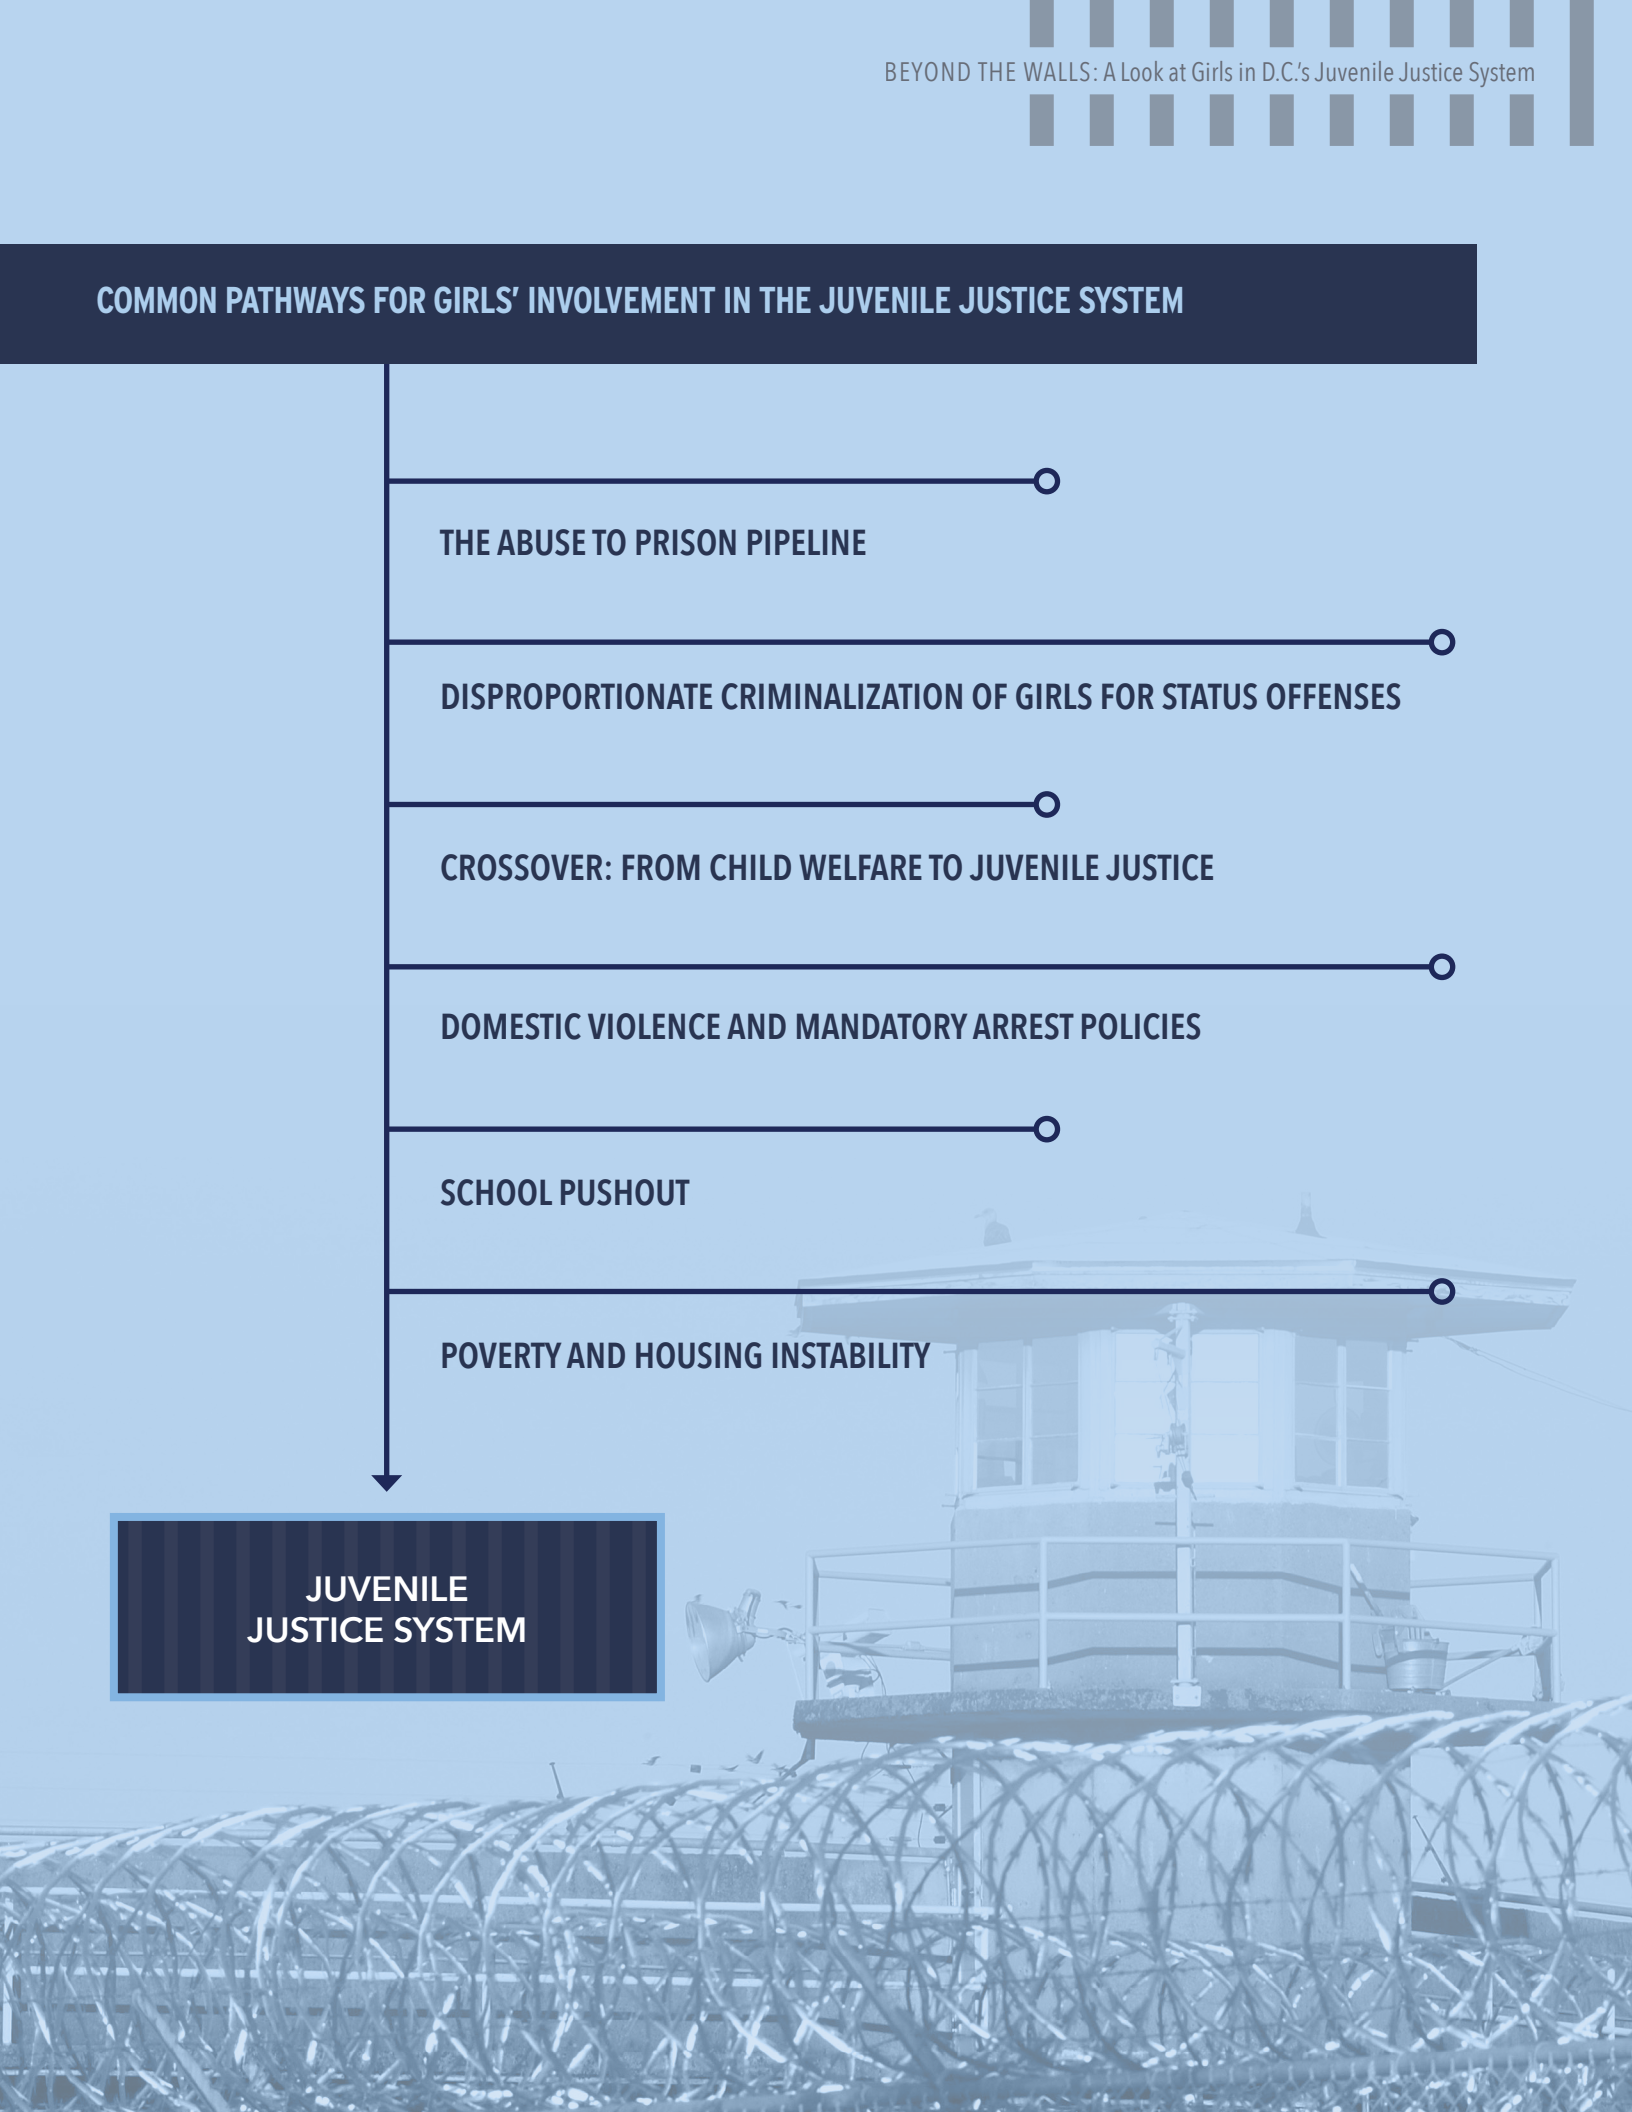 BEYOND THE WALLS: A Look at Girls in D.C.'s Juvenile Justice System
COMMON PATHWAYS FOR GIRLS' INVOLVEMENT IN THE JUVENILE JUSTICE SYSTEM
THE ABUSE TO PRISON PIPELINE
DISPROPORTIONATE CRIMINALIZATION OF GIRLS FOR STATUS OFFENSES
CROSSOVER: FROM CHILD WELFARE TO JUVENILE JUSTICE
DOMESTIC VIOLENCE AND MANDATORY ARREST POLICIES
SCHOOL PUSHOUT
POVERTY AND HOUSING INSTABILITY
JUVENILE
JUSTICE SYSTEM